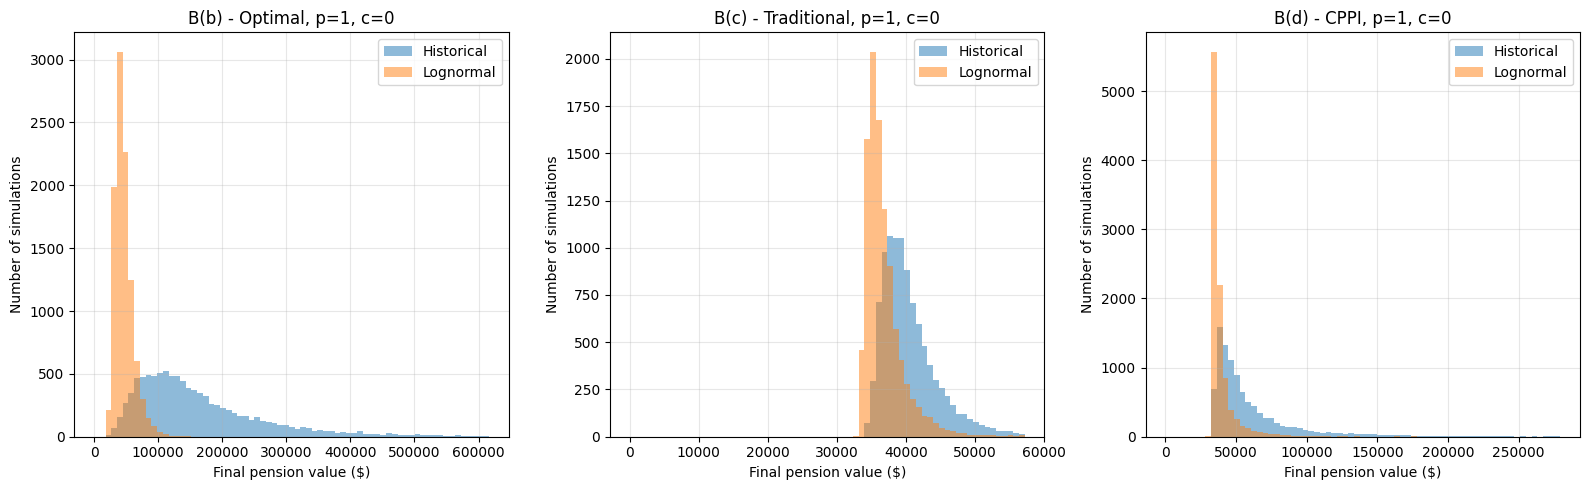 B(b) - Optimal, p=1, c=0
Number of simulations
3000
2500
2000
1500
1000
500
0
Historical
Lognormal
0
100000
200000
300000
400000
500000
600000
Final pension value ($)
B(c) - Traditional, p=1, c=0
Number of simulations
2000
1750
1500
1250
1000
750
500
250
0
Historical
Lognormal
0
10000
20000
30000
40000
50000
60000
Final pension value ($)
B(d) - CPPI, p=1, c=0
Number of simulations
5000
4000
3000
2000
1000
0
Historical
Lognormal
0
50000
100000
150000
200000
250000
Final pension value ($)